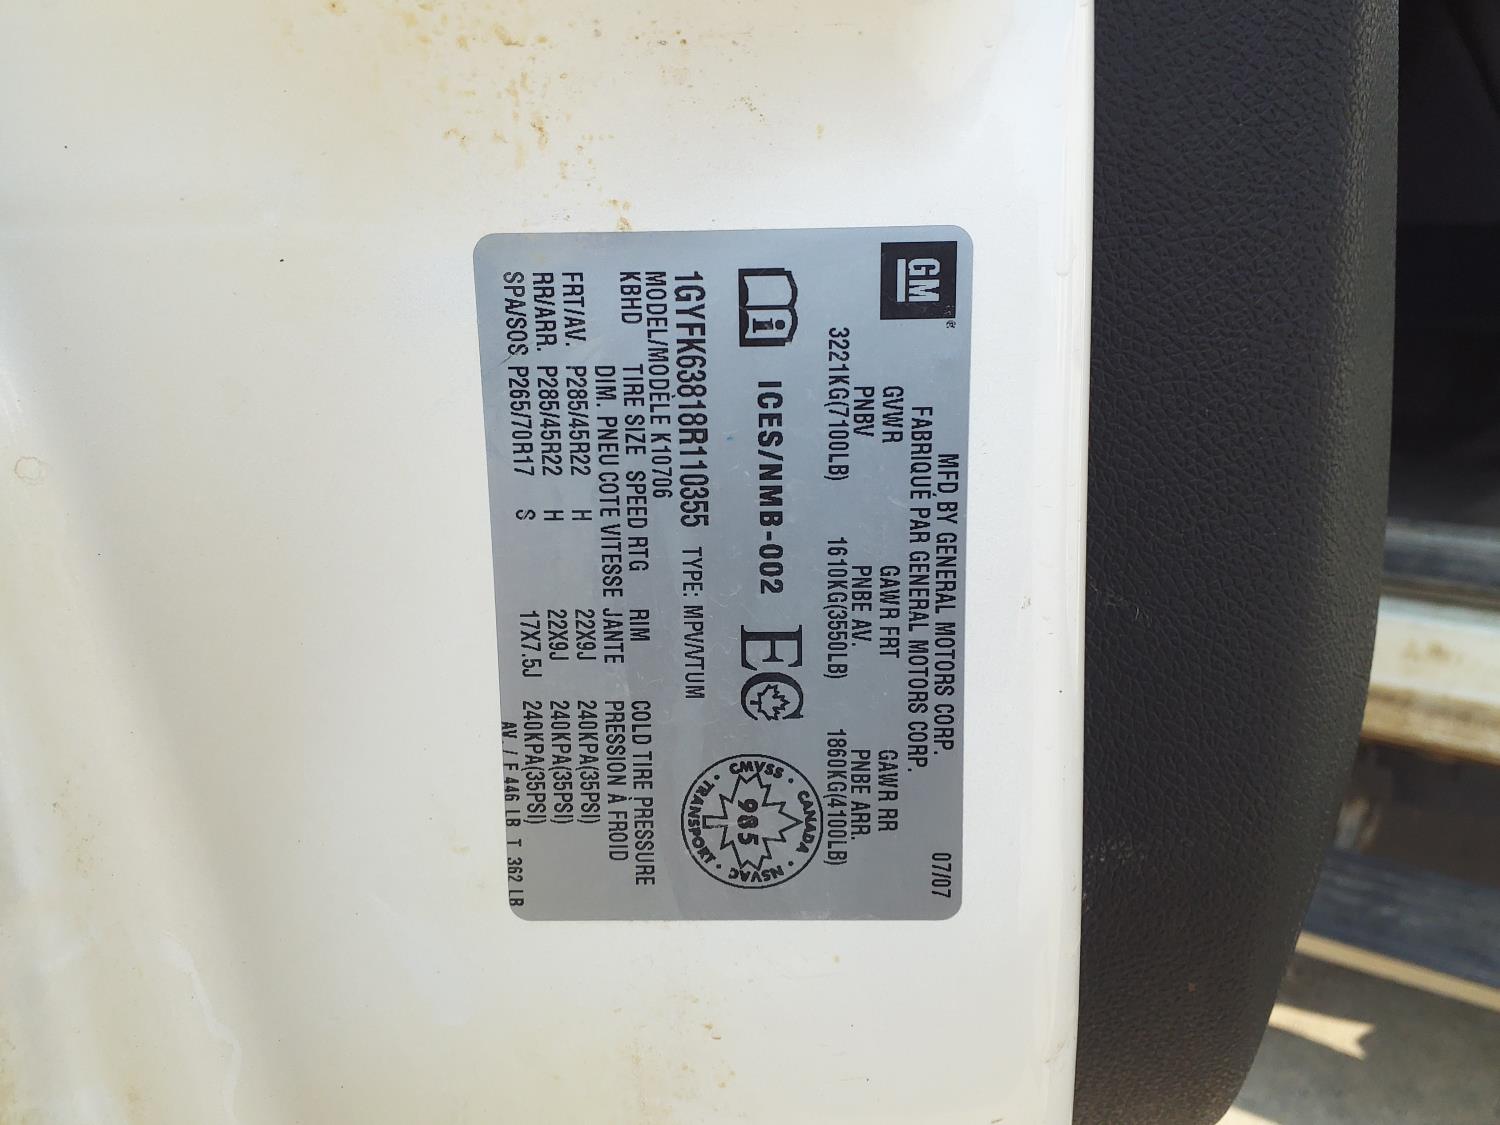 GM
MFD BY GENERAL MOTORS CORP.
07/07
FABRIQUÉ PAR GENERAL MOTORS CORP.
GVWR GAWR FRT GAWR RR
PNBV PNBE AV. PNBE ARR.
3221KG(7100LB) 1610KG(3550LB) 1860KG(4100LB)
i ICES/NMB-002 EC
CMVSS · CANADA · NSVAC · TRANSPORT ·
985
1GYFK63818R110355 TYPE: MPV/VTUM
MODEL/MODÈLE K10706
KBHD TIRE SIZE SPEED RTG RIM COLD TIRE PRESSURE
DIM. PNEU COTE VITESSE JANTE PRESSION À FROID
FRT/AV. P285/45R22 H 22X9J 240KPA(35PSI)
RR/ARR. P285/45R22 H 22X9J 240KPA(35PSI)
SPA/SOS P265/70R17 S 17X7.5J 240KPA(35PSI)
AV / F 446 LB T 362 LB